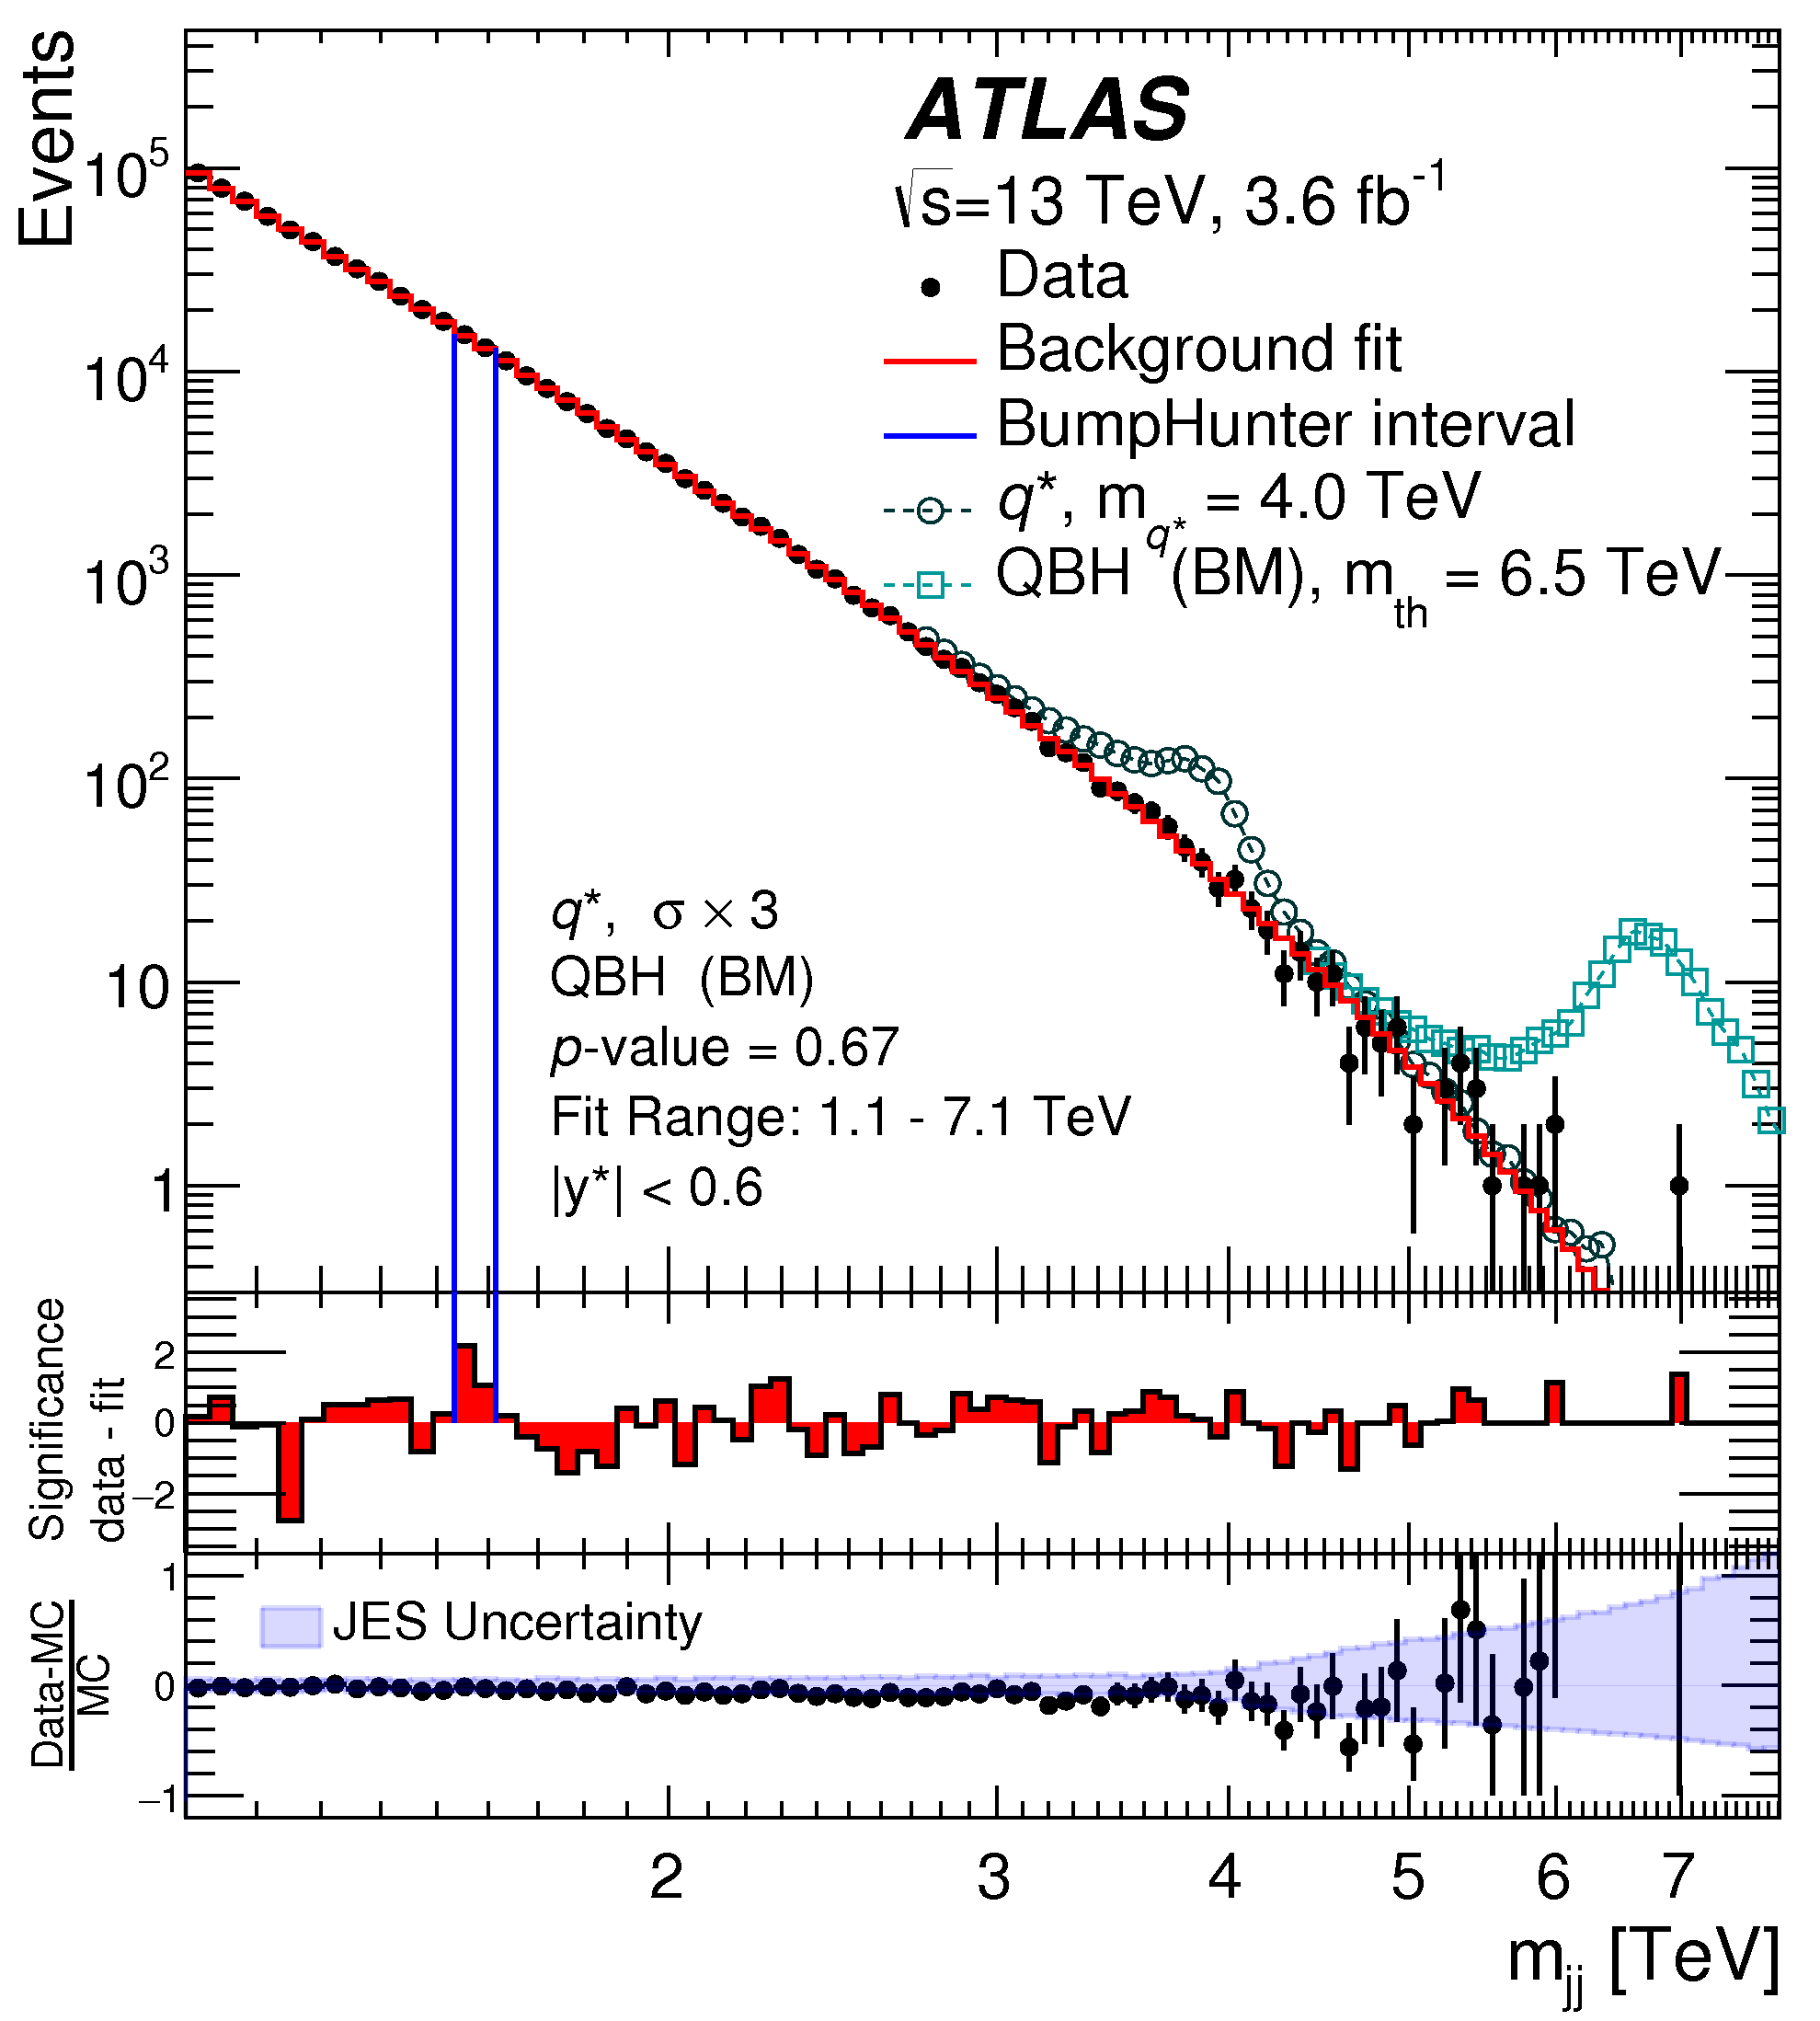 Events
10^5
10^4
10^3
10^2
10
1
ATLAS
√s=13 TeV, 3.6 fb^-1
Data
Background fit
BumpHunter interval
q*, m_q* = 4.0 TeV
QBH (BM), m_th = 6.5 TeV
q*, σ × 3
QBH (BM)
p-value = 0.67
Fit Range: 1.1 - 7.1 TeV
|y*| < 0.6
Significance
data - fit
2
0
−2
Data-MC
MC
1
0
−1
JES Uncertainty
2 3 4 5 6 7
m_jj [TeV]